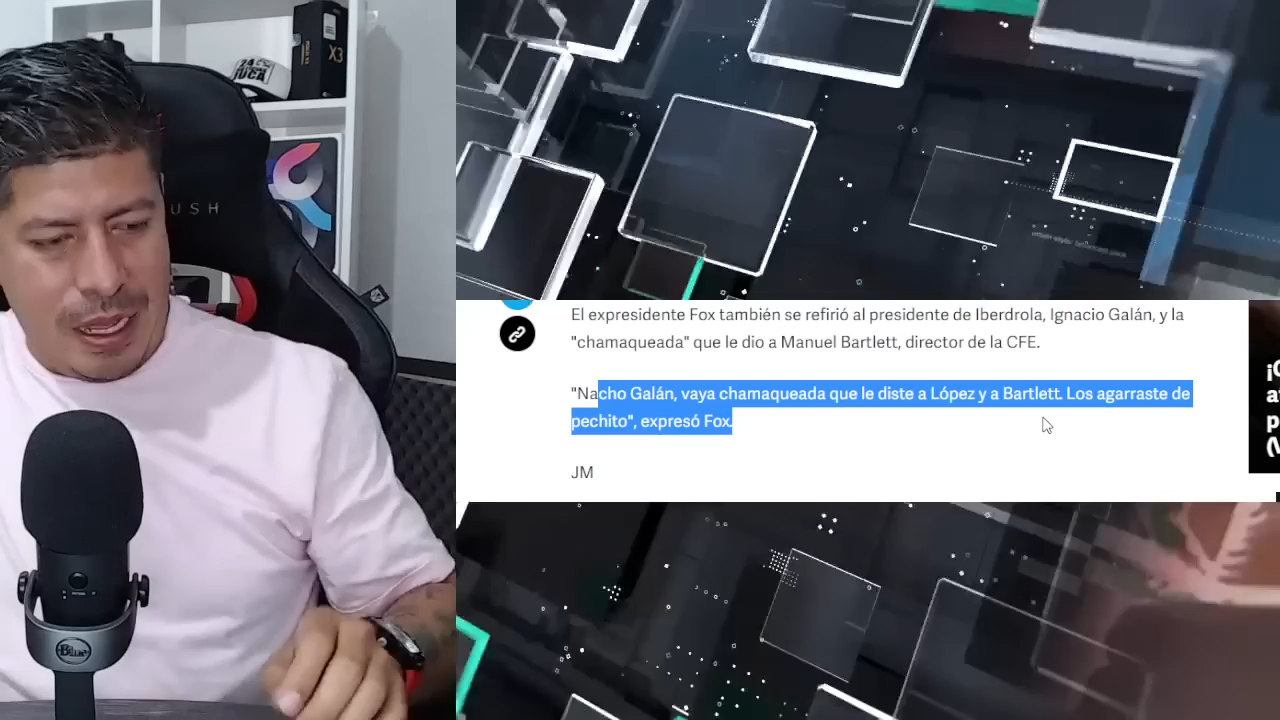 X3
USH
El expresidente Fox también se refirió al presidente de Iberdrola, Ignacio Galán, y la
"chamaqueada" que le dio a Manuel Bartlett, director de la CFE.
"Nacho Galán, vaya chamaqueada que le diste a López y a Bartlett. Los agarraste de
pechito", expresó Fox.
JM
Blue